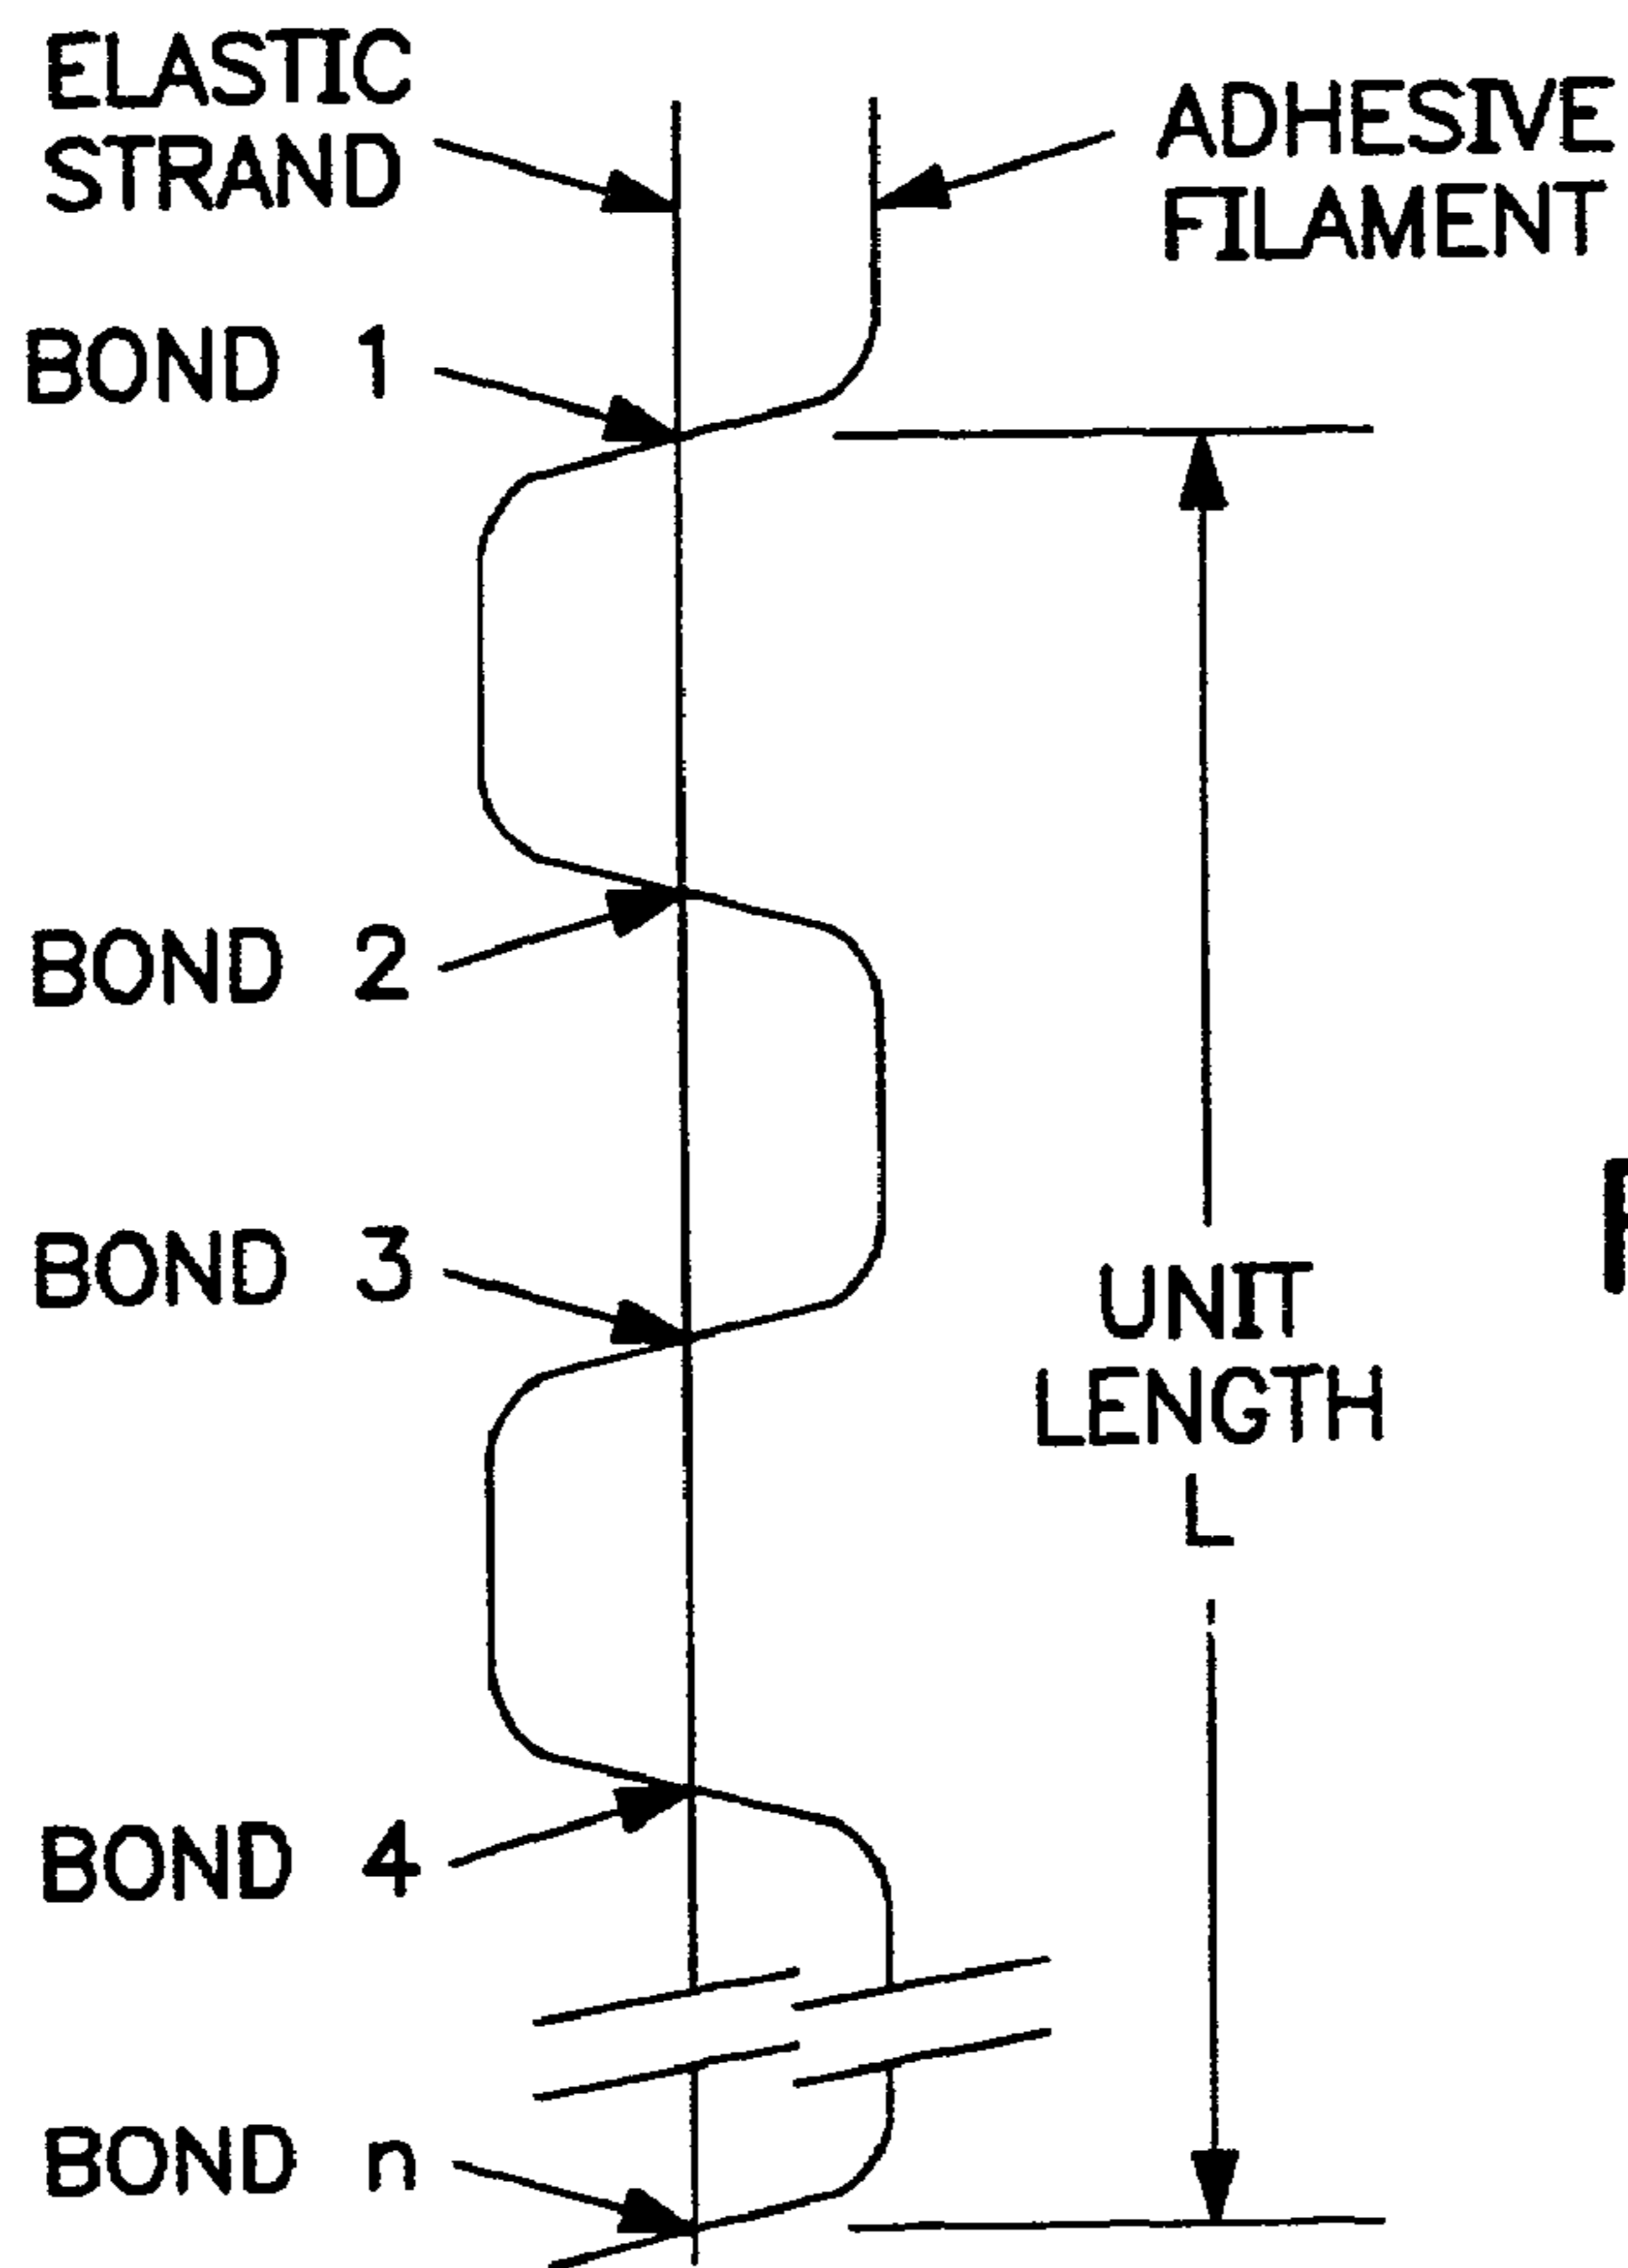 ELASTIC
STRAND
ADHESIVE
FILAMENT
BOND 1
BOND 2
BOND 3
UNIT
LENGTH
L
BOND 4
BOND n